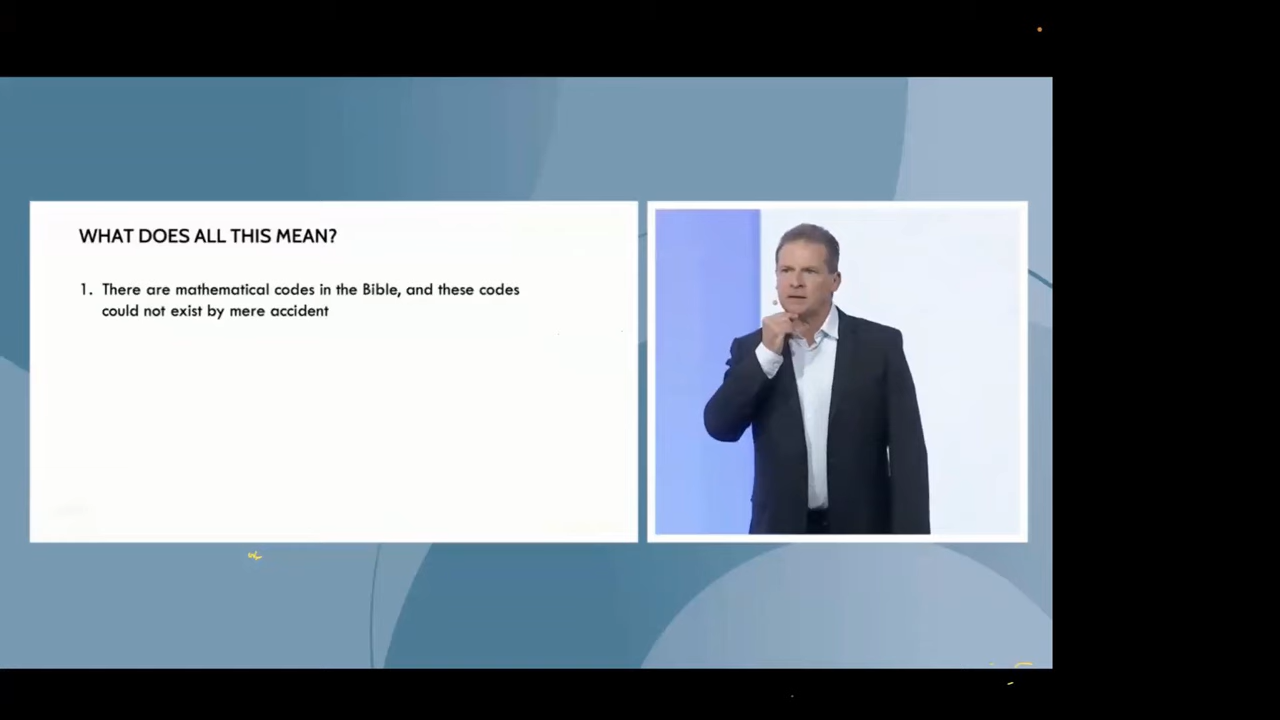 WHAT DOES ALL THIS MEAN?
1. There are mathematical codes in the Bible, and these codes
could not exist by mere accident